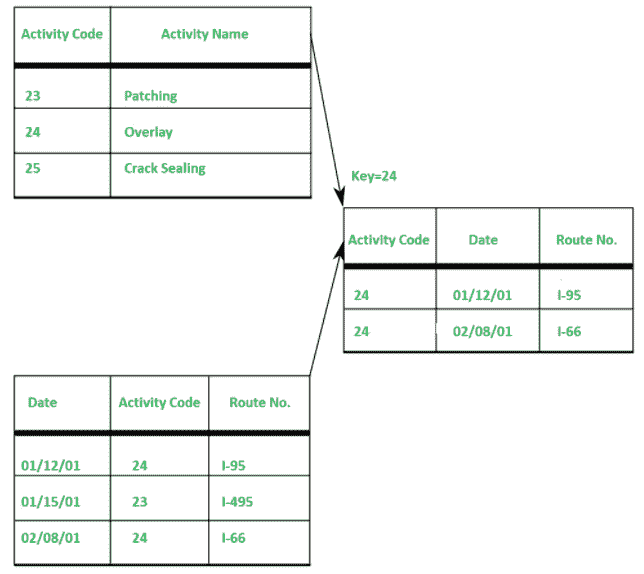 Activity Code Activity Name
23 Patching
24 Overlay
25 Crack Sealing
Key=24
Activity Code Date Route No.
24 01/12/01 I-95
24 02/08/01 I-66
Date Activity Code Route No.
01/12/01 24 I-95
01/15/01 23 I-495
02/08/01 24 I-66